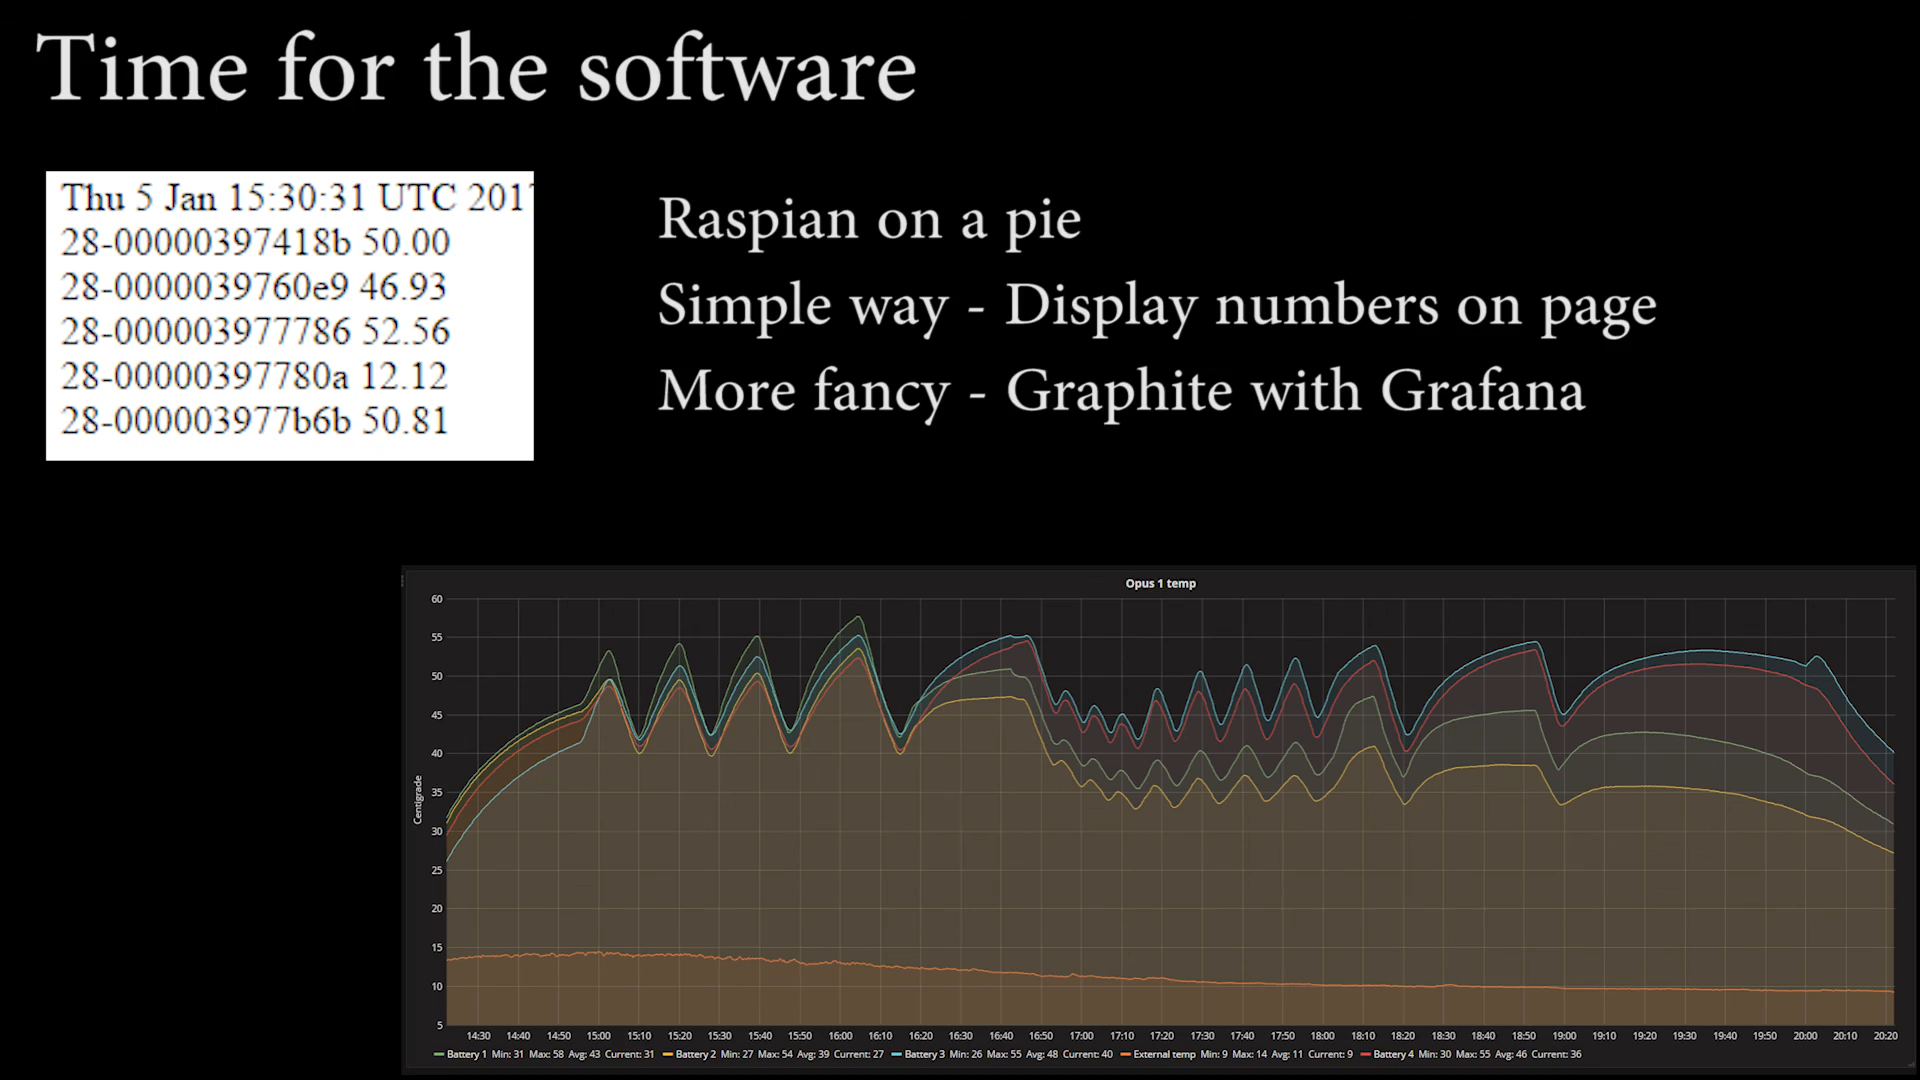 Time for the software
Thu 5 Jan 15:30:31 UTC 201
28-00000397418b 50.00
28-0000039760e9 46.93
28-000003977786 52.56
28-00000397780a 12.12
28-000003977b6b 50.81
Raspian on a pie
Simple way - Display numbers on page
More fancy - Graphite with Grafana
Opus 1 temp
60
55
50
45
40
35
30
25
20
15
10
5
Centigrade
14:30 14:40 14:50 15:00 15:10 15:20 15:30 15:40 15:50 16:00 16:10 16:20 16:30 16:40 16:50 17:00 17:10 17:20 17:30 17:40 17:50 18:00 18:10 18:20 18:30 18:40 18:50 19:00 19:10 19:20 19:30 19:40 19:50 20:00 20:10 20:20
Battery 1 Min: 31 Max: 58 Avg: 43 Current: 31 Battery 2 Min: 27 Max: 54 Avg: 39 Current: 27 Battery 3 Min: 26 Max: 55 Avg: 48 Current: 40 External temp Min: 9 Max: 14 Avg: 11 Current: 9 Battery 4 Min: 30 Max: 55 Avg: 46 Current: 36